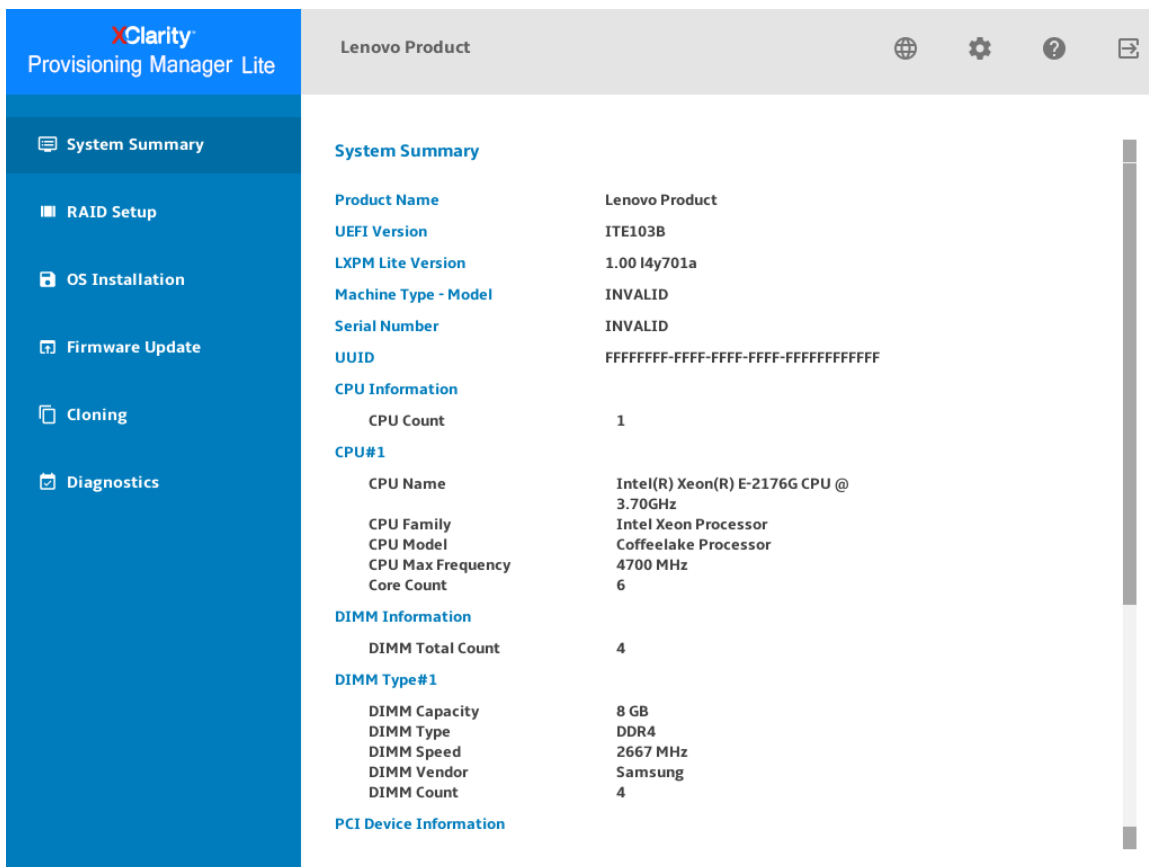 XClarity
Provisioning Manager Lite
Lenovo Product
System Summary
RAID Setup
OS Installation
Firmware Update
Cloning
Diagnostics
System Summary
Product Name Lenovo Product
UEFI Version ITE103B
LXPM Lite Version 1.00 l4y701a
Machine Type - Model INVALID
Serial Number INVALID
UUID FFFFFFFF-FFFF-FFFF-FFFF-FFFFFFFFFFFF
CPU Information
CPU Count 1
CPU#1
CPU Name Intel(R) Xeon(R) E-2176G CPU @
3.70GHz
CPU Family Intel Xeon Processor
CPU Model Coffeelake Processor
CPU Max Frequency 4700 MHz
Core Count 6
DIMM Information
DIMM Total Count 4
DIMM Type#1
DIMM Capacity 8 GB
DIMM Type DDR4
DIMM Speed 2667 MHz
DIMM Vendor Samsung
DIMM Count 4
PCI Device Information